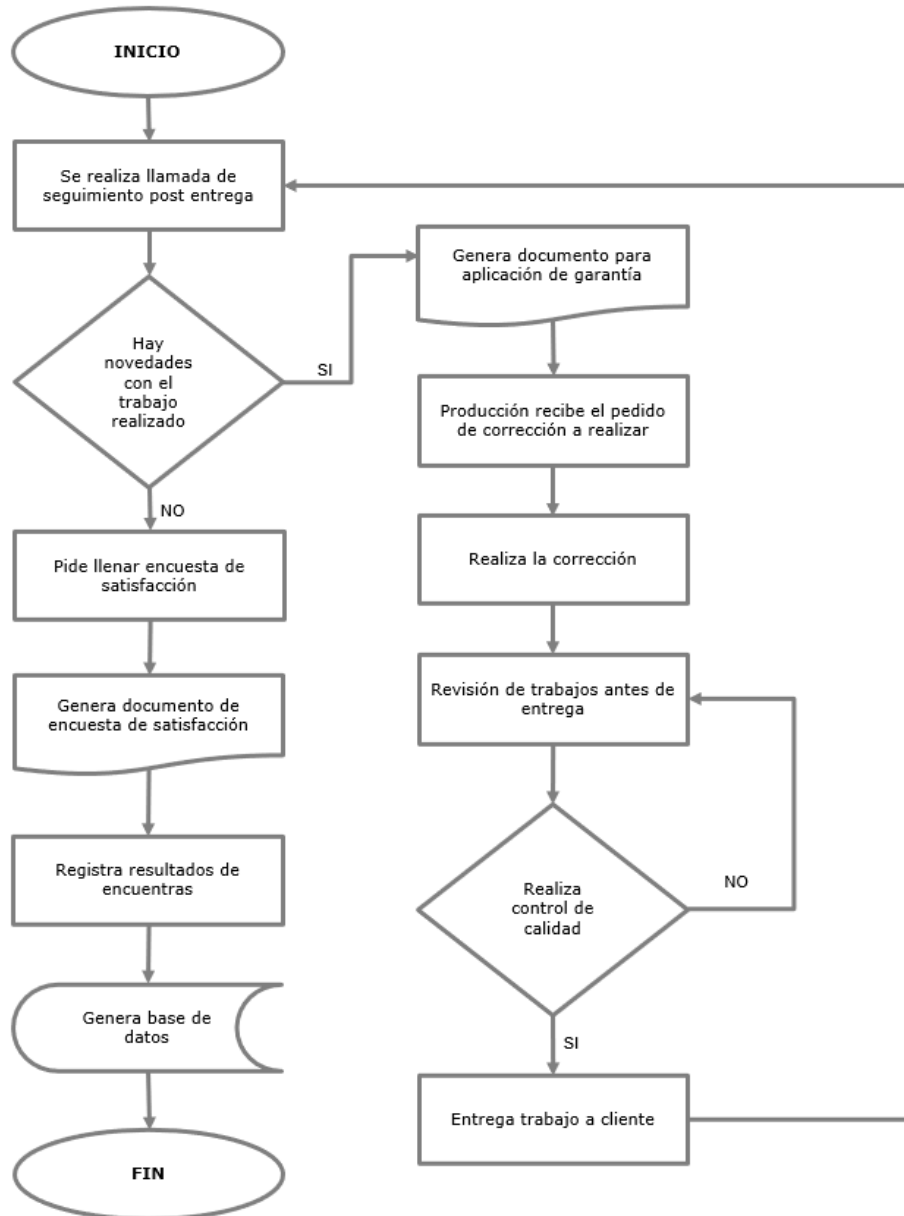 INICIO
Se realiza llamada de
seguimiento post entrega
Hay
novedades
con el
trabajo
realizado
SI
NO
Pide llenar encuesta de
satisfacción
Genera documento de
encuesta de satisfacción
Registra resultados de
encuentras
Genera base de
datos
FIN
Genera documento para
aplicación de garantía
Producción recibe el pedido
de corrección a realizar
Realiza la corrección
Revisión de trabajos antes de
entrega
Realiza
control de
calidad
NO
SI
Entrega trabajo a cliente